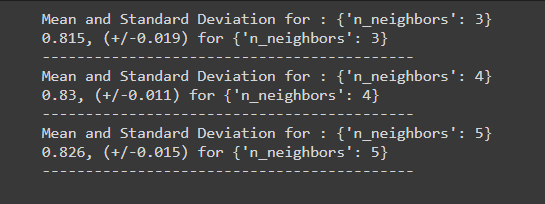 Mean and Standard Deviation for : {'n_neighbors': 3}
0.815, (+/-0.019) for {'n_neighbors': 3}
------------------------------------------
Mean and Standard Deviation for : {'n_neighbors': 4}
0.83, (+/-0.011) for {'n_neighbors': 4}
------------------------------------------
Mean and Standard Deviation for : {'n_neighbors': 5}
0.826, (+/-0.015) for {'n_neighbors': 5}
------------------------------------------